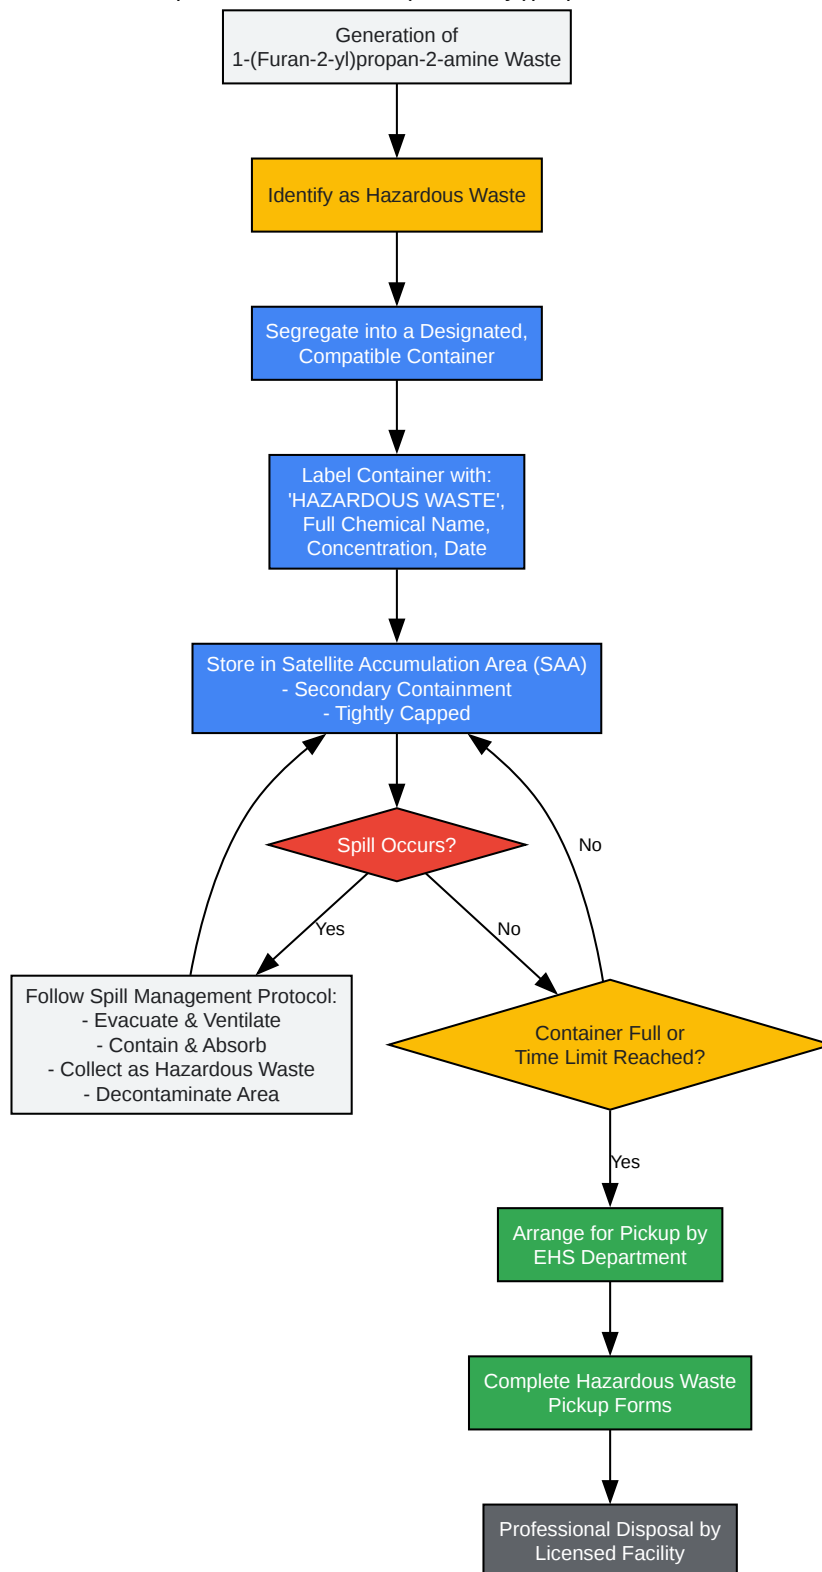 Generation of
1-(Furan-2-yl)propan-2-amine Waste
Identify as Hazardous Waste
Segregate into a Designated,
Compatible Container
Label Container with:
'HAZARDOUS WASTE',
Full Chemical Name,
Concentration, Date
Store in Satellite Accumulation Area (SAA)
- Secondary Containment
- Tightly Capped
Spill Occurs?
No
Yes
No
Follow Spill Management Protocol:
- Evacuate & Ventilate
- Contain & Absorb
- Collect as Hazardous Waste
- Decontaminate Area
Container Full or
Time Limit Reached?
Yes
Arrange for Pickup by
EHS Department
Complete Hazardous Waste
Pickup Forms
Professional Disposal by
Licensed Facility